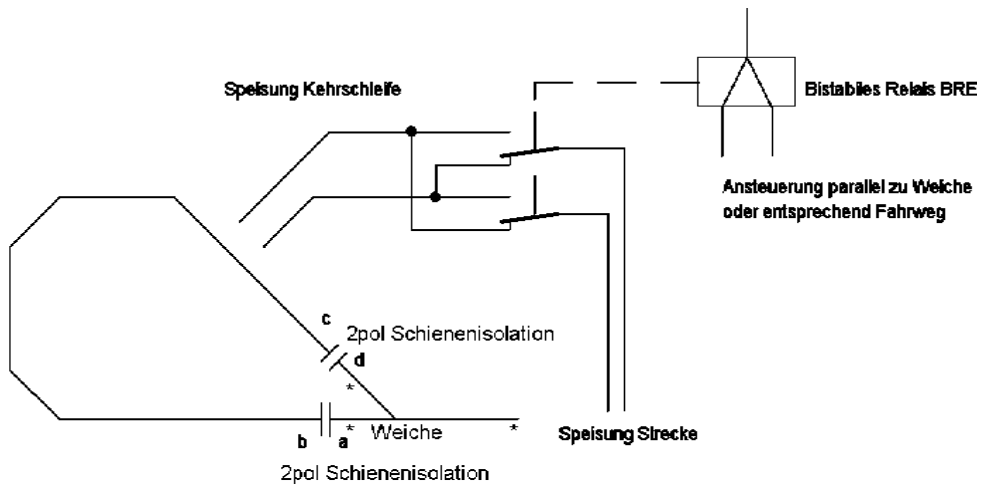 Speisung Kehrschleife
Bistabiles Relais BRE
Ansteuerung parallel zu Weiche
oder entsprechend Fahrweg
c
2pol Schienenisolation
d
*
b
a
*
Weiche
*
Speisung Strecke
2pol Schienenisolation